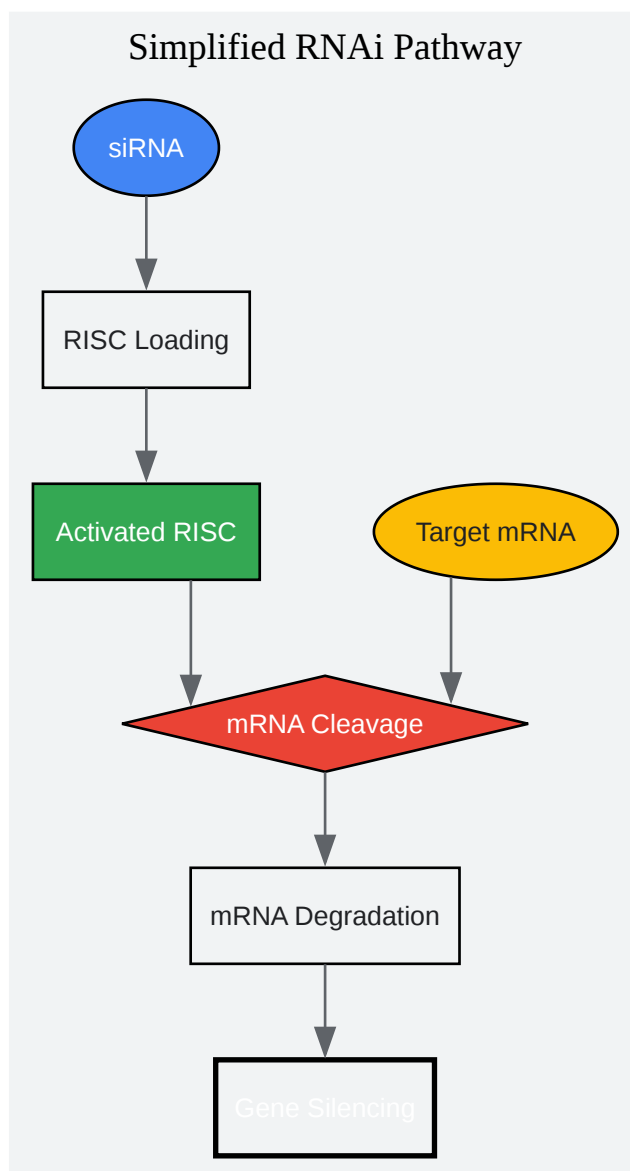 Simplified RNAi Pathway
siRNA
RISC Loading
Activated RISC
Target mRNA
mRNA Cleavage
mRNA Degradation
Gene Silencing